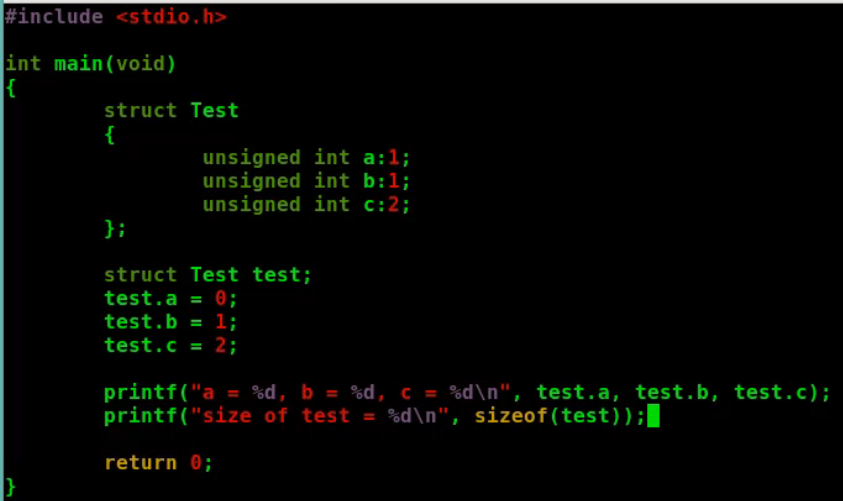 #include <stdio.h>
int main(void)
{
struct Test
{
unsigned int a:1;
unsigned int b:1;
unsigned int c:2;
};
struct Test test;
test.a = 0;
test.b = 1;
test.c = 2;
printf("a = %d, b = %d, c = %d\n", test.a, test.b, test.c);
printf("size of test = %d\n", sizeof(test));
return 0;
}